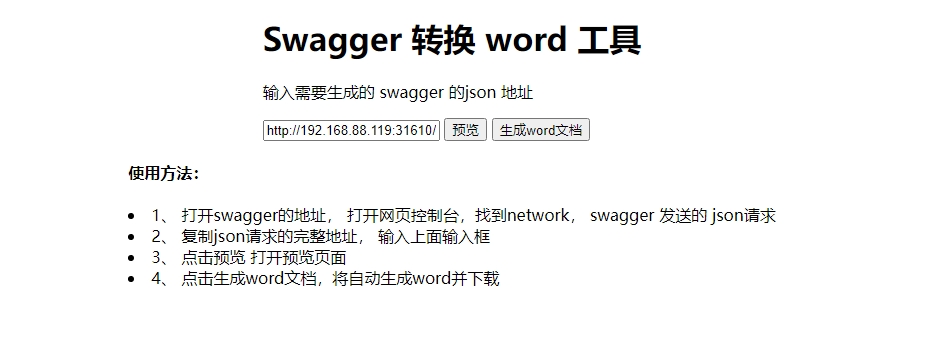 Swagger 转换 word 工具
输入需要生成的 swagger 的json 地址
http://192.168.88.119:31610/ 预览 生成word文档
使用方法：
• 1、 打开swagger的地址， 打开网页控制台，找到network， swagger 发送的 json请求
• 2、 复制json请求的完整地址， 输入上面输入框
• 3、 点击预览 打开预览页面
• 4、 点击生成word文档，将自动生成word并下载